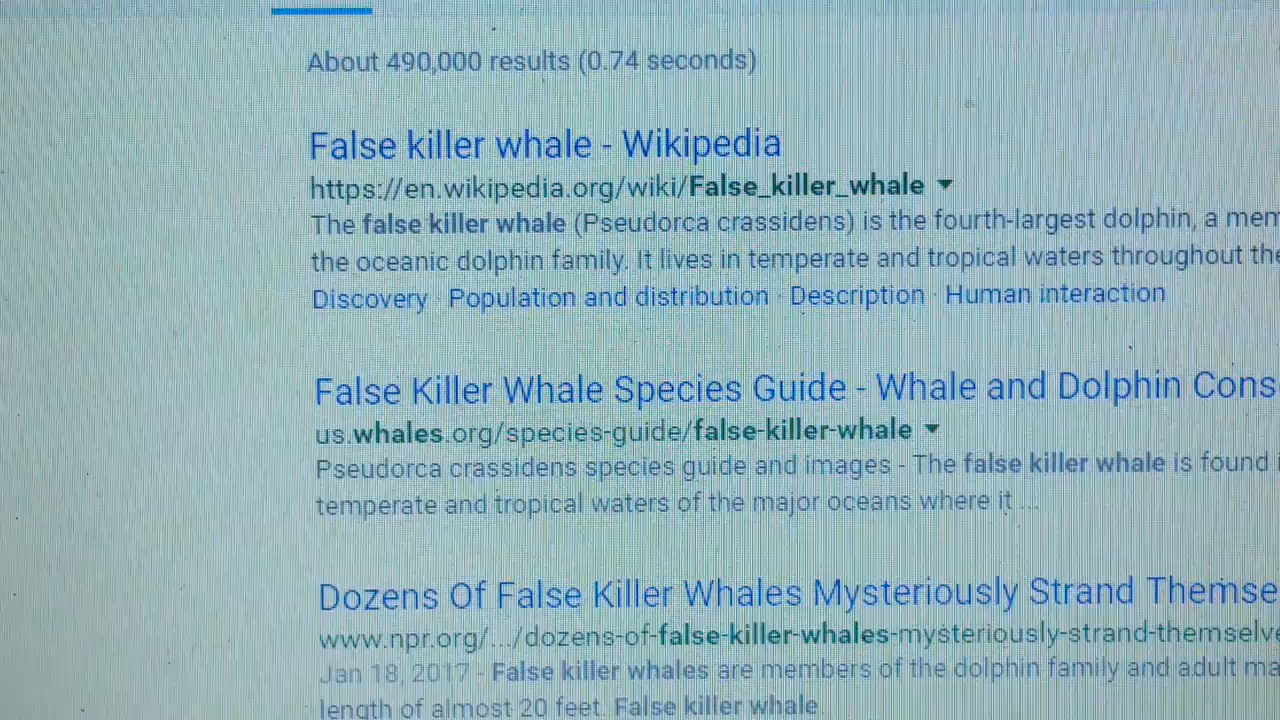 About 490,000 results (0.74 seconds)
False killer whale - Wikipedia
https://en.wikipedia.org/wiki/False_killer_whale
The false killer whale (Pseudorca crassidens) is the fourth-largest dolphin, a mem
the oceanic dolphin family. It lives in temperate and tropical waters throughout the
Discovery · Population and distribution · Description · Human interaction
False Killer Whale Species Guide - Whale and Dolphin Cons
us.whales.org/species-guide/false-killer-whale
Pseudorca crassidens species guide and images - The false killer whale is found i
temperate and tropical waters of the major oceans where it ...
Dozens Of False Killer Whales Mysteriously Strand Themse
www.npr.org/.../dozens-of-false-killer-whales-mysteriously-strand-themselve
Jan 18, 2017 - False killer whales are members of the dolphin family and adult ma
length of almost 20 feet. False killer whale